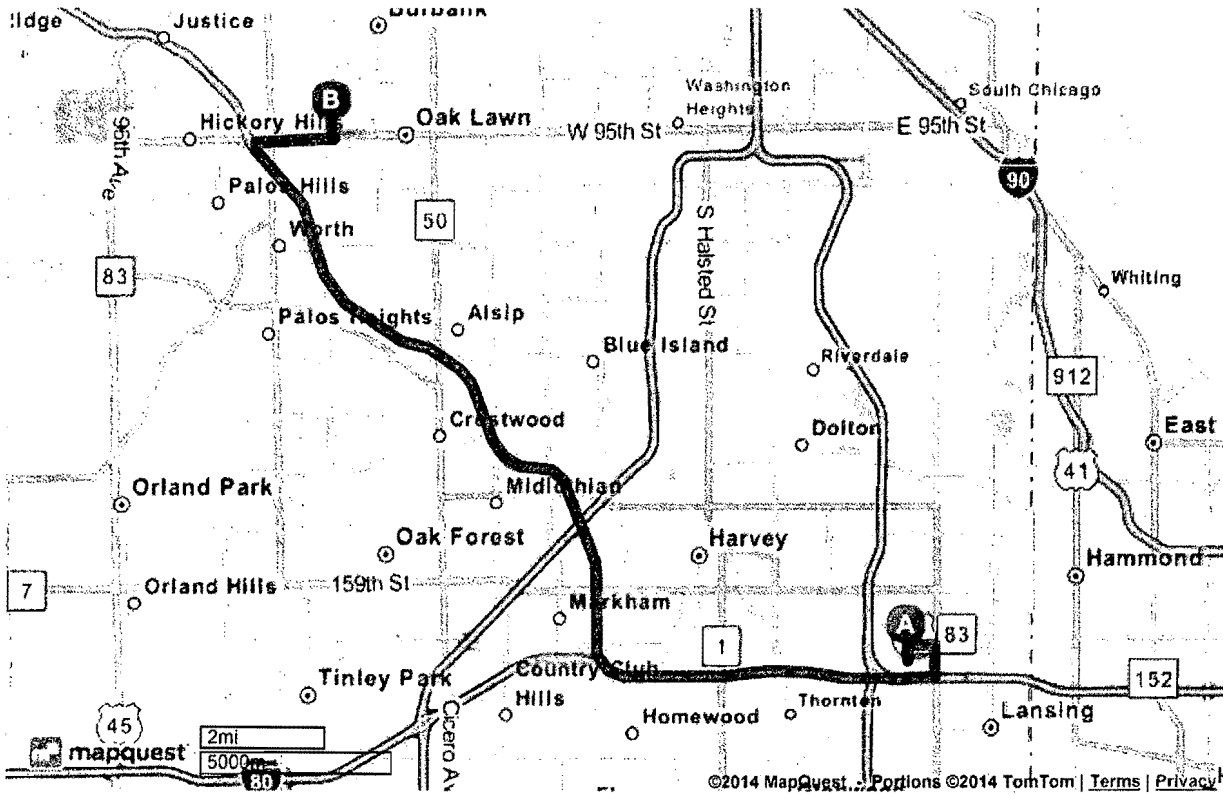 Justice
Burbank
B
Hickory Hills
Oak Lawn
W 95th St
Washington
Heights
South Chicago
E 95th St
95th Ave
90
Palos Hills
50
Worth
S Halsted St
83
Whiting
Palos Heights
Alsip
Blue Island
Riverdale
912
Crestwood
Dolton
East
41
Orland Park
Midlothian
Oak Forest
Harvey
Hammond
7
Orland Hills
159th St
Markham
A
83
1
Tinley Park
Country Club
Hills
Thornton
152
45
Homewood
Lansing
Cicero Av
mapquest
2mi
5000m
80
©2014 MapQuest - Portions ©2014 TomTom | Terms | Privacy